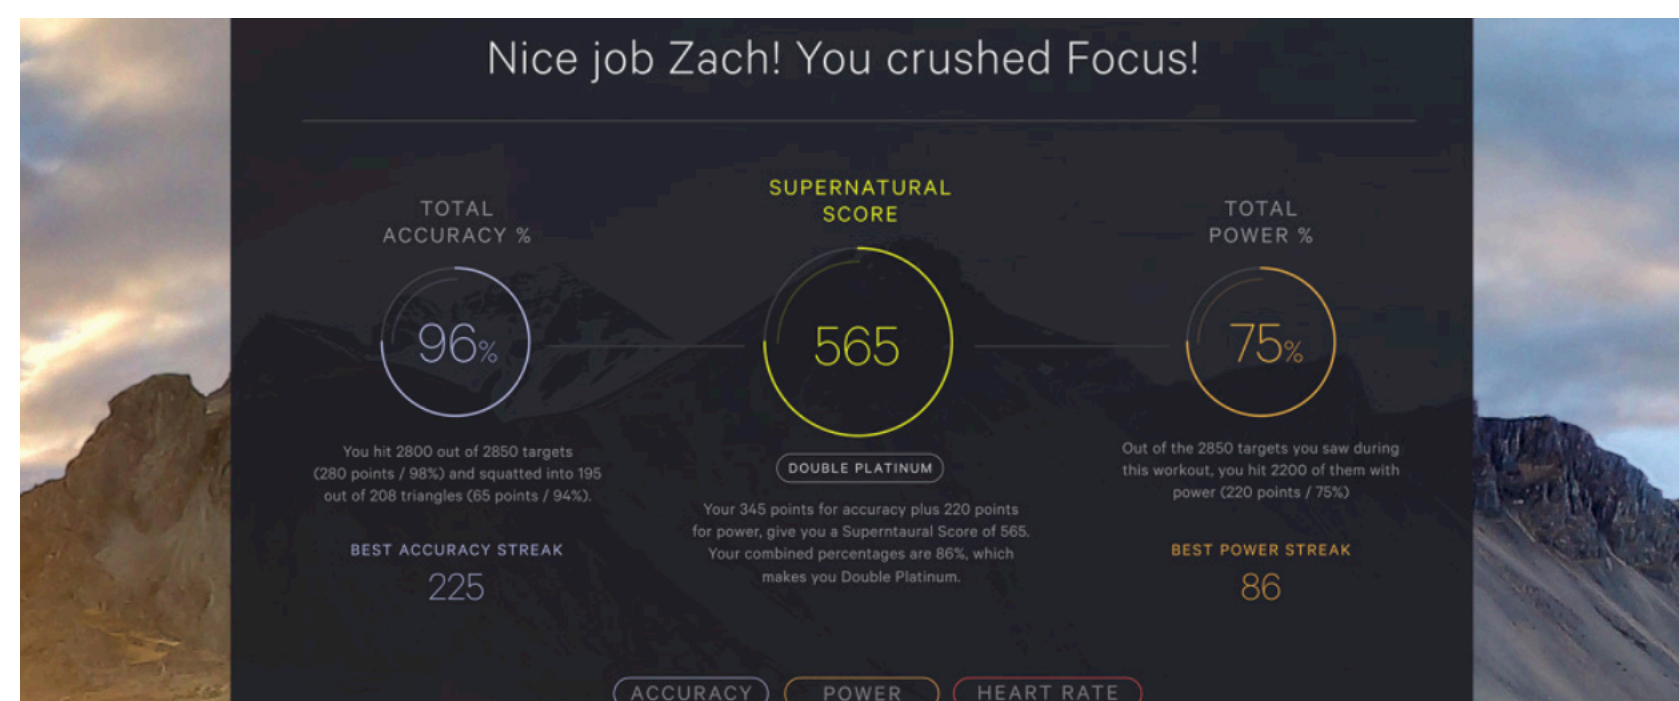 Nice job Zach! You crushed Focus!
TOTAL
ACCURACY %
96%
You hit 2800 out of 2850 targets
(280 points / 98%) and squatted into 195
out of 208 triangles (65 points / 94%).
BEST ACCURACY STREAK
225
SUPERNATURAL
SCORE
565
DOUBLE PLATINUM
Your 345 points for accuracy plus 220 points
for power, give you a Superntaural Score of 565.
Your combined percentages are 86%, which
makes you Double Platinum.
TOTAL
POWER %
75%
Out of the 2850 targets you saw during
this workout, you hit 2200 of them with
power (220 points / 75%)
BEST POWER STREAK
86
ACCURACY
POWER
HEART RATE